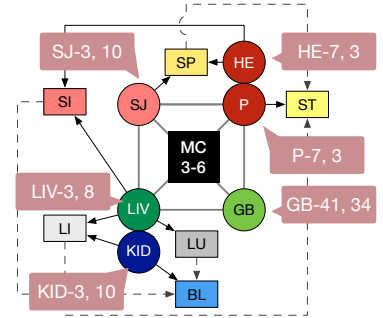 SJ-3, 10
HE-7, 3
SP
HE
SI
SJ
P
ST
MC
3-6
P-7, 3
LIV-3, 8
GB-41, 34
LIV
GB
LI
LU
KID
KID-3, 10
BL